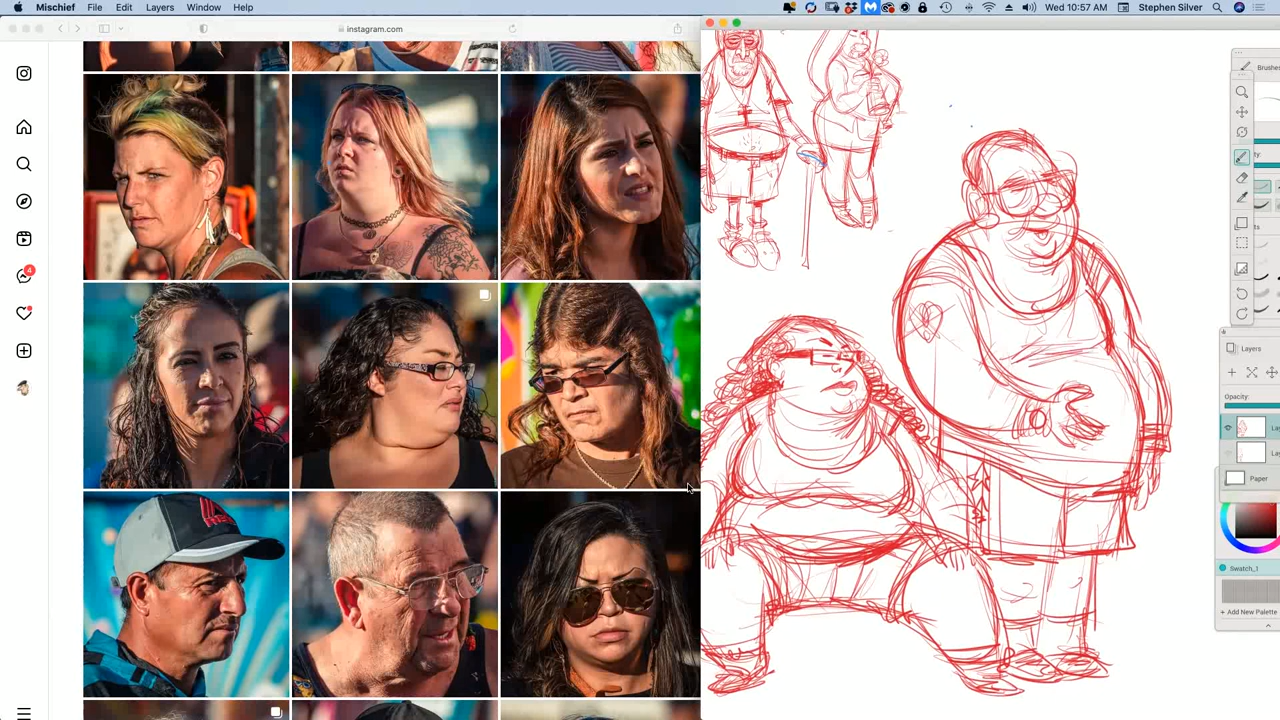 Mischief File Edit Layers Window Help
Wed 10:57 AM Stephen Silver
instagram.com
4
Brushes
Layers
Opacity:
Paper
Swatch_1
+ Add New Palette